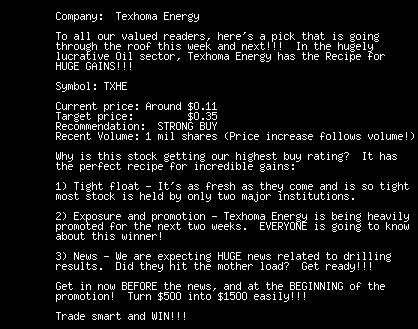 Company:  Texhoma Energy
To all our valued readers, here's a pick that is going
through the roof this week and next!!!  In the hugely
lucrative Oil sector, Texhoma Energy has the Recipe for
HUGE GAINS!!!
Symbol: TXHE
Current price: Around $0.11
Target price:         $0.35
Recommendation:  STRONG BUY
Recent Volume: 1 mil shares (Price increase follows volume!)
Why is this stock getting our highest buy rating?  It has
the perfect recipe for incredible gains:
1) Tight float - It's as fresh as they come and is so tight
most stock is held by only two major institutions.
2) Exposure and promotion - Texhoma Energy is being heavily
promoted for the next two weeks.  EVERYONE is going to know
about this winner!
3) News - We are expecting HUGE news related to drilling
results.  Did they hit the mother load?  Get ready!!!
Get in now BEFORE the news, and at the BEGINNING of the
promotion!  Turn $500 into $1500 easily!!!
Trade smart and WIN!!!